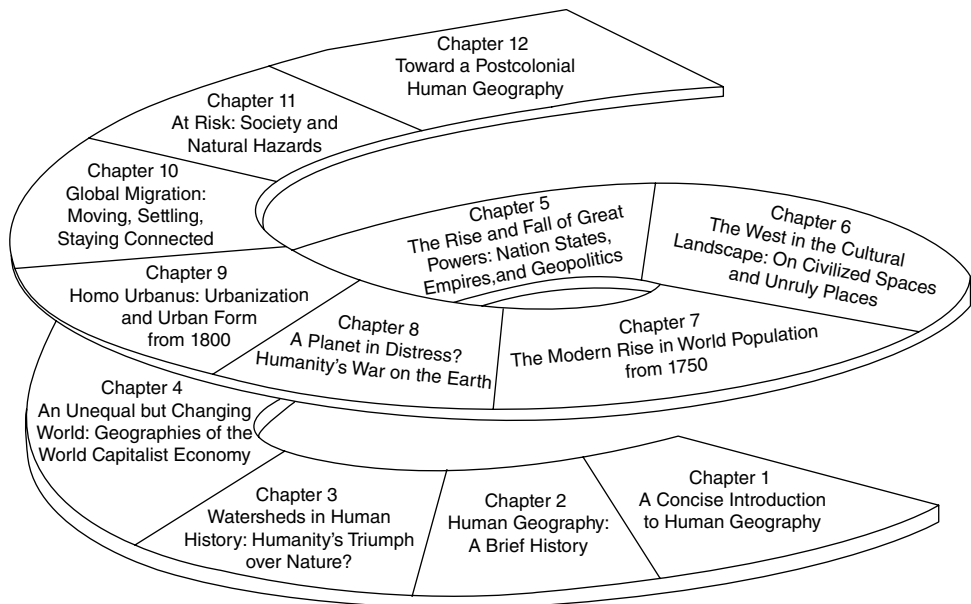 Chapter 12
Toward a Postcolonial
Human Geography
Chapter 11
At Risk: Society and
Natural Hazards
Chapter 10
Global Migration:
Moving, Settling,
Staying Connected
Chapter 5
The Rise and Fall of Great
Powers: Nation States,
Empires,and Geopolitics
Chapter 6
The West in the Cultural
Landscape: On Civilized Spaces
and Unruly Places
Chapter 9
Homo Urbanus: Urbanization
and Urban Form
from 1800
Chapter 8
A Planet in Distress?
Humanity’s War on the Earth
Chapter 7
The Modern Rise in World Population
from 1750
Chapter 4
An Unequal but Changing
World: Geographies of the
World Capitalist Economy
Chapter 3
Watersheds in Human
History: Humanity’s Triumph
over Nature?
Chapter 2
Human Geography:
A Brief History
Chapter 1
A Concise Introduction
to Human Geography